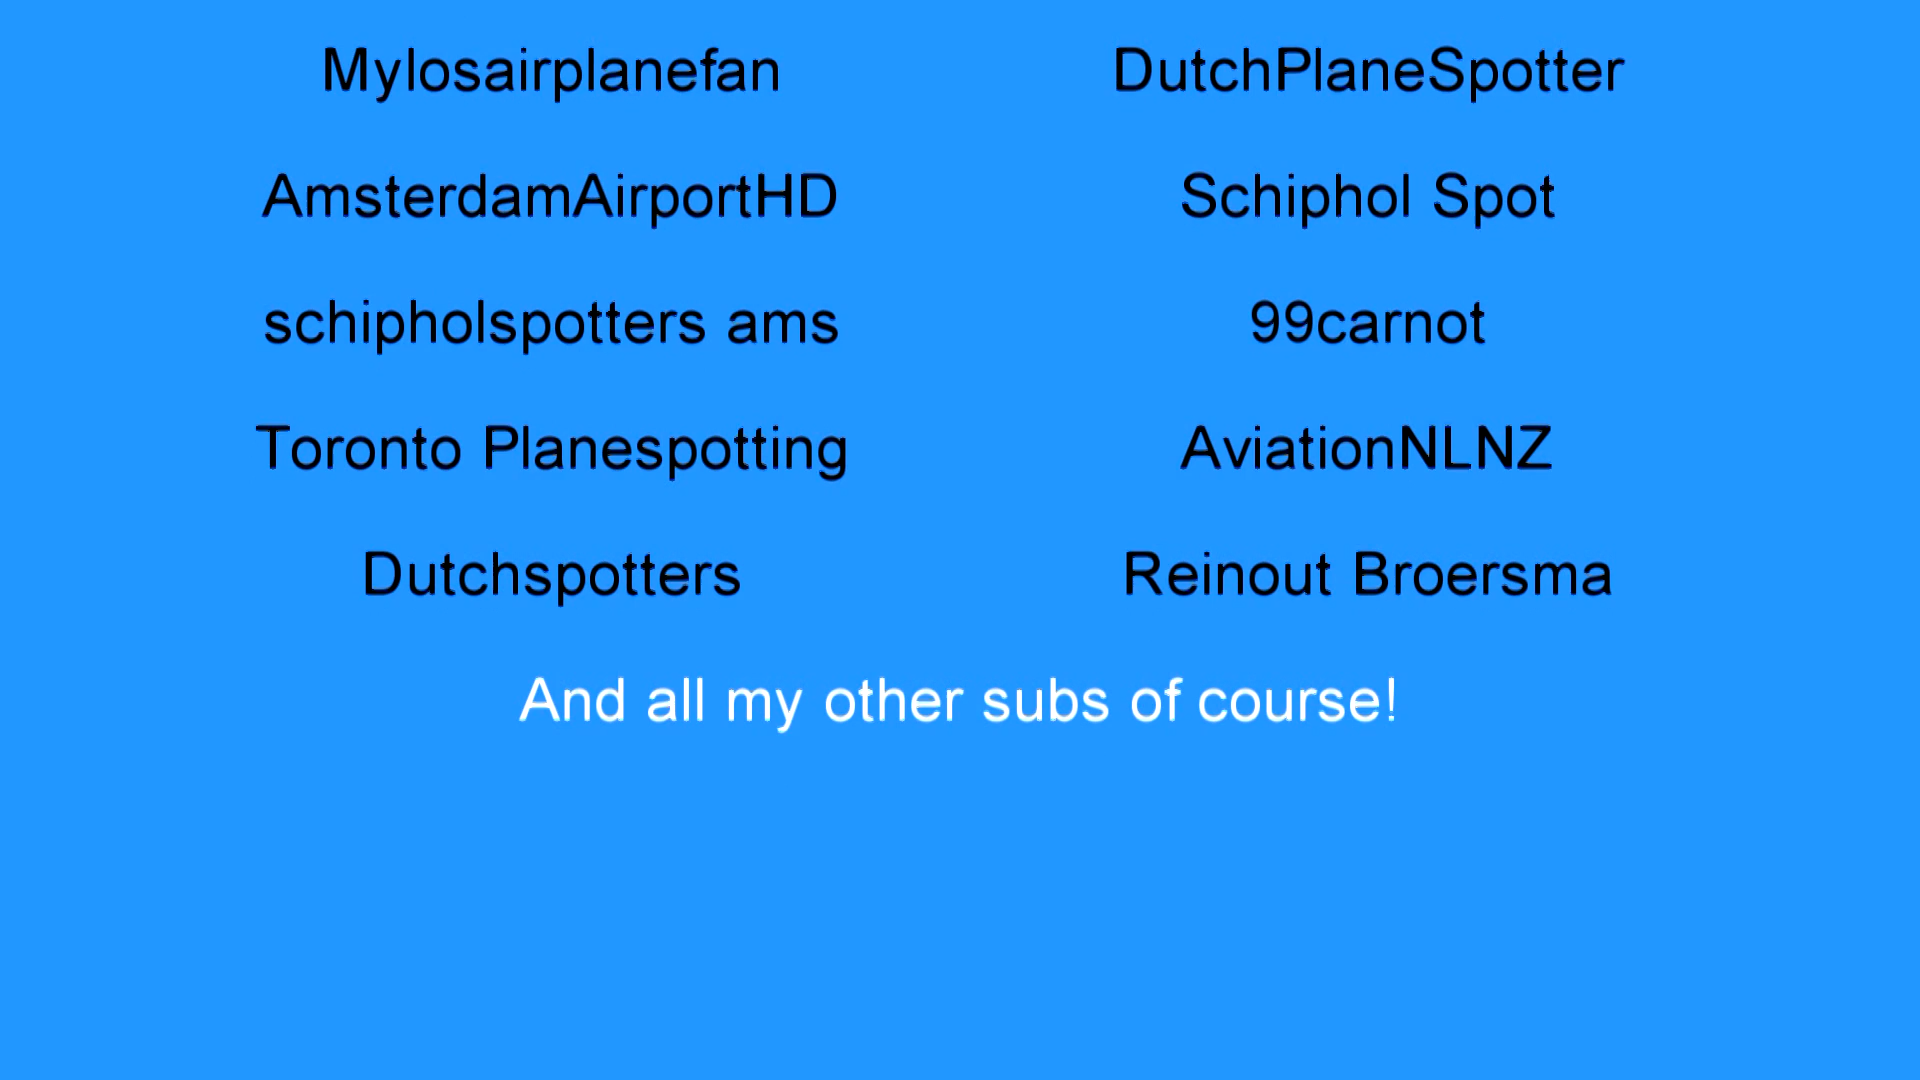 Mylosairplanefan DutchPlaneSpotter
AmsterdamAirportHD Schiphol Spot
schipholspotters ams 99carnot
Toronto Planespotting AviationNLNZ
Dutchspotters Reinout Broersma
And all my other subs of course!